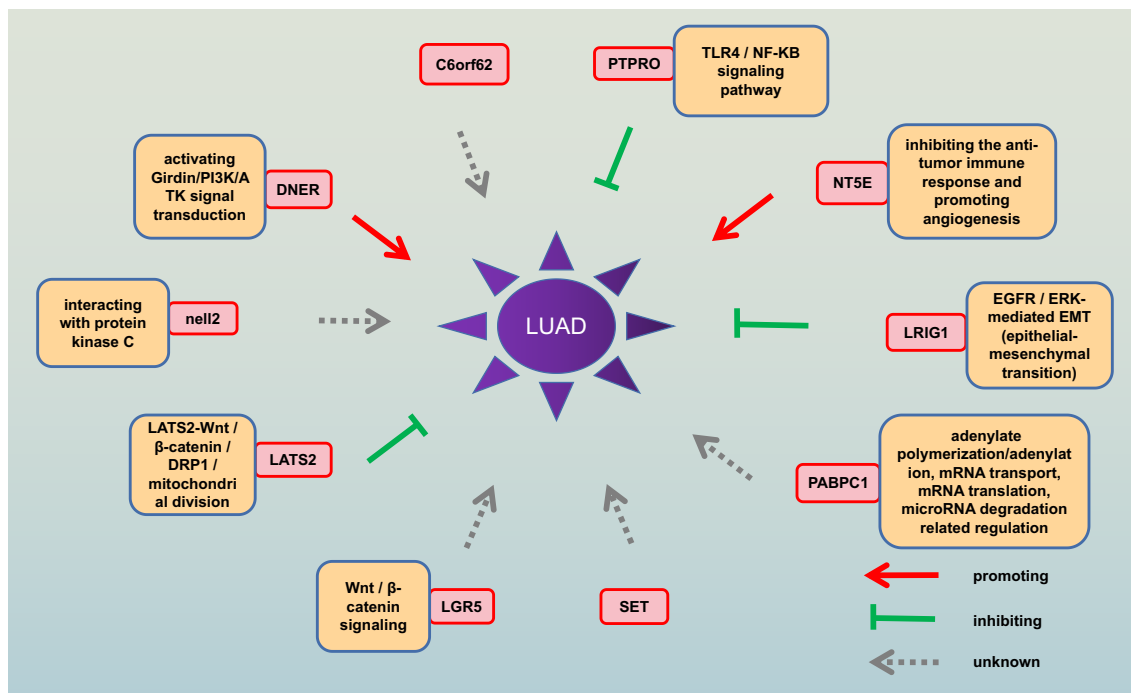 C6orf62
PTPRO
TLR4 / NF-KB
signaling
pathway
activating
Girdin/PI3K/A
TK signal
transduction
DNER
NT5E
inhibiting the anti-
tumor immune
response and
promoting
angiogenesis
interacting
with protein
kinase C
nell2
LUAD
LRIG1
EGFR / ERK-
mediated EMT
(epithelial-
mesenchymal
transition)
LATS2-Wnt /
β-catenin /
DRP1 /
mitochondri
al division
LATS2
PABPC1
adenylate
polymerization/adenylat
ion, mRNA transport,
mRNA translation,
microRNA degradation
related regulation
Wnt / β-
catenin
signaling
LGR5
SET
promoting
inhibiting
unknown